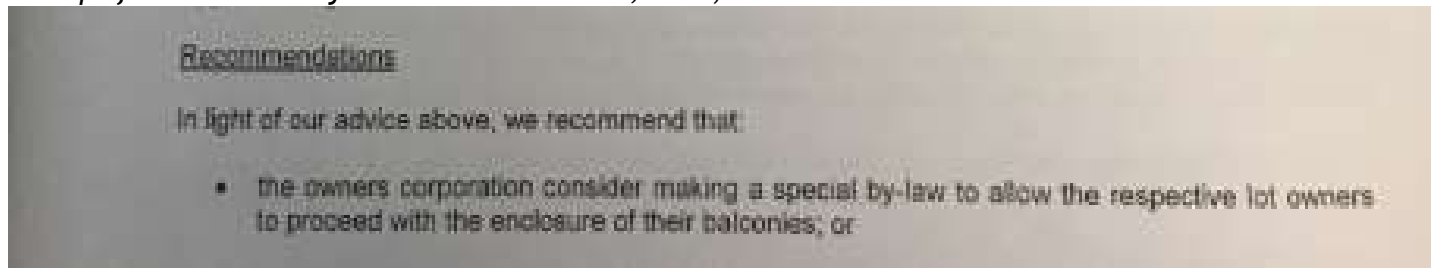 Recommendations
In light of our advice above, we recommend that:
• the owners corporation consider making a special by-law to allow the respective lot owners
to proceed with the enclosure of their balconies; or